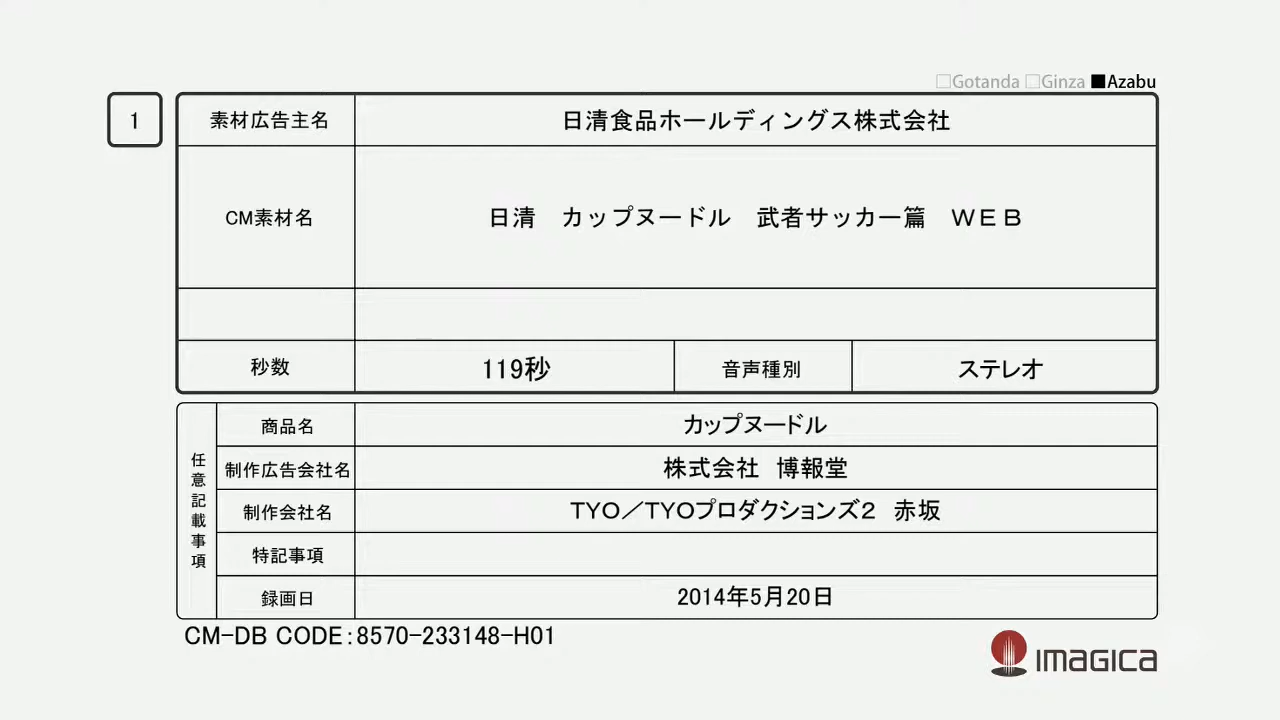 □Gotanda □Ginza ■Azabu
1
素材広告主名 日清食品ホールディングス株式会社
CM素材名 日清　カップヌードル　武者サッカー篇　ＷＥＢ
秒数 119秒 音声種別 ステレオ
任意記載事項
商品名 カップヌードル
制作広告会社名 株式会社　博報堂
制作会社名 TYO／TYOプロダクションズ2　赤坂
特記事項
録画日 2014年5月20日
CM-DB CODE:8570-233148-H01
IMAGICA